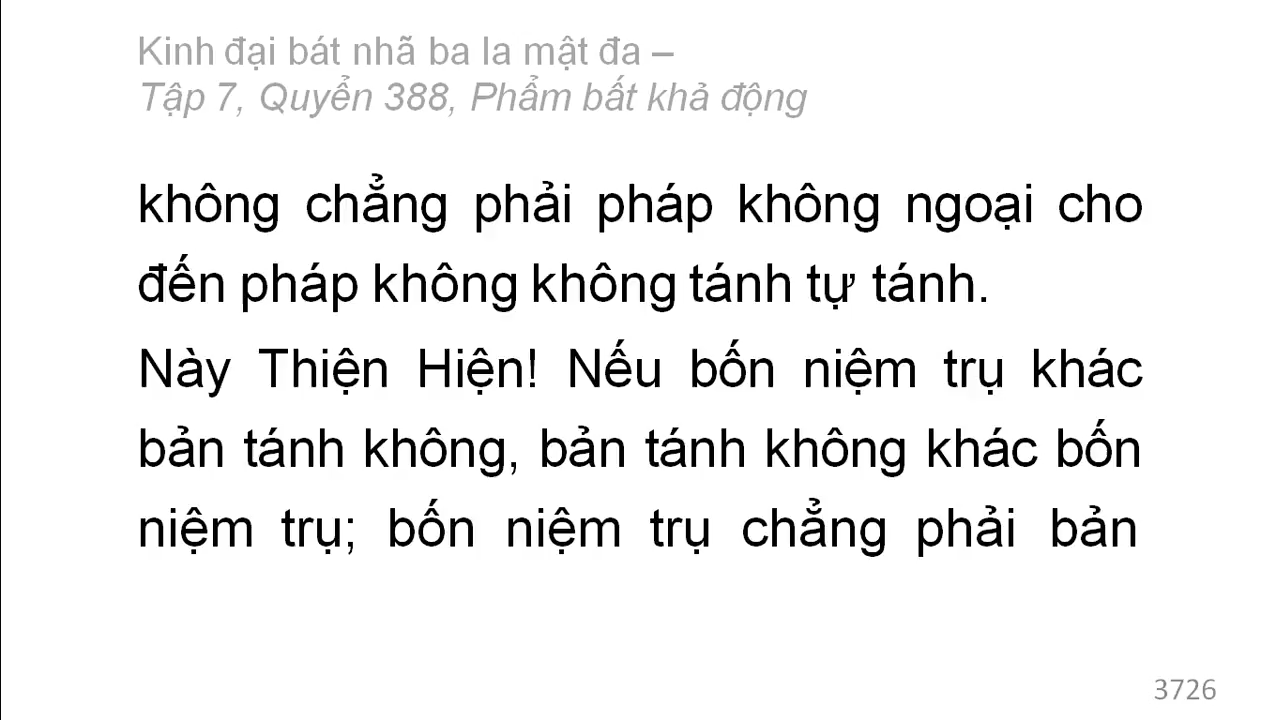 Kinh đại bát nhã ba la mật đa –
Tập 7, Quyển 388, Phẩm bất khả động
không chẳng phải pháp không ngoại cho
đến pháp không không tánh tự tánh.
Này Thiện Hiện! Nếu bốn niệm trụ khác
bản tánh không, bản tánh không khác bốn
niệm trụ; bốn niệm trụ chẳng phải bản
3726